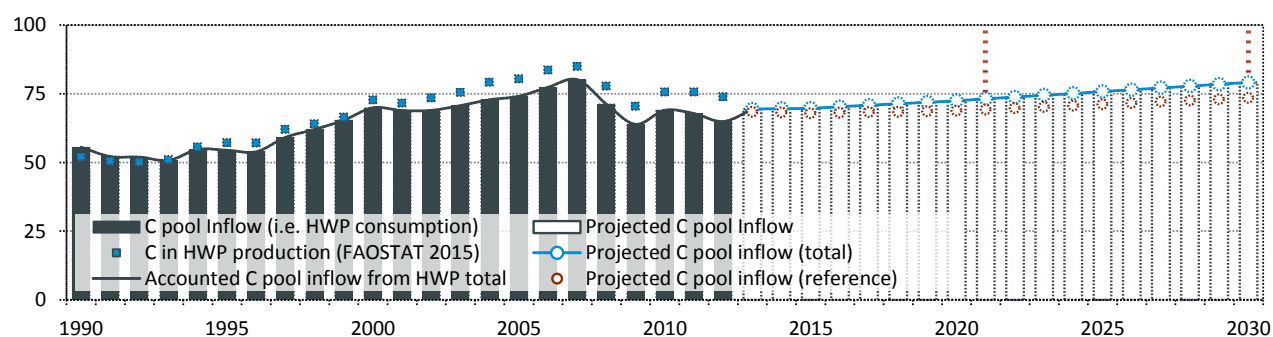 100
75
50
25
0
C pool Inflow (i.e. HWP consumption)
Projected C pool Inflow
C in HWP production (FAOSTAT 2015)
Projected C pool inflow (total)
Accounted C pool inflow from HWP total
Projected C pool inflow (reference)
1990 1995 2000 2005 2010 2015 2020 2025 2030